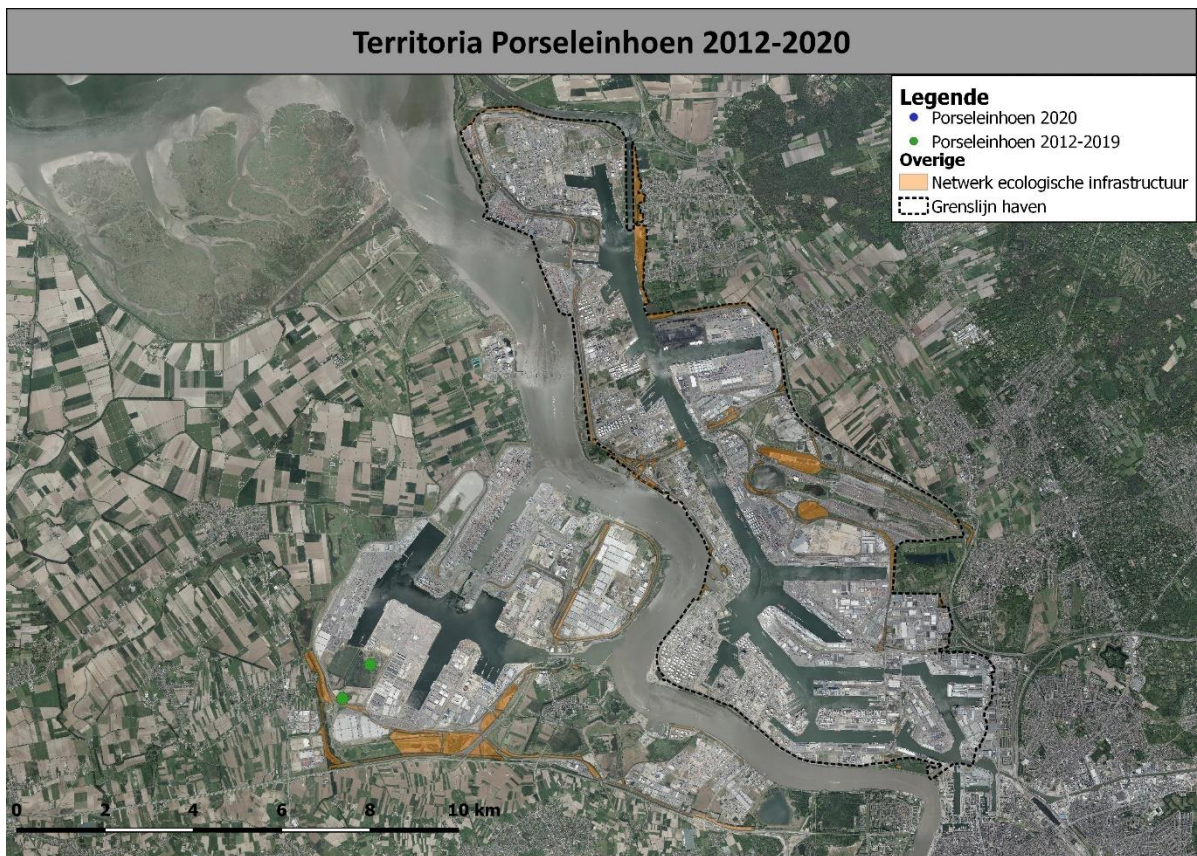 Territoria Porseleinhoen 2012-2020
Legende
Porseleinhoen 2020
Porseleinhoen 2012-2019
Overige
Netwerk ecologische infrastructuur
Grenslijn haven
0 2 4 6 8 10 km